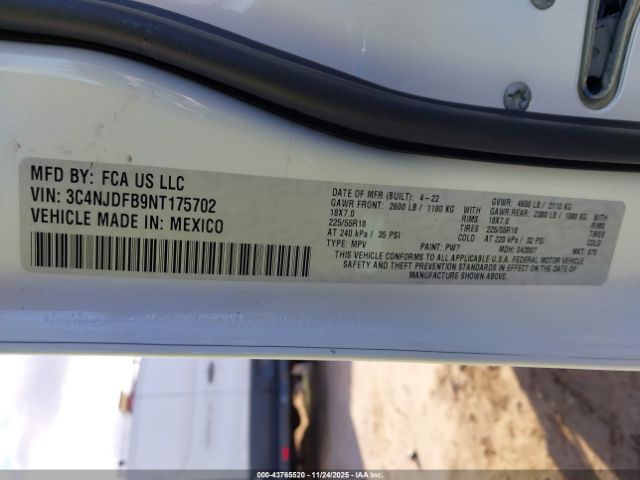 MFD BY: FCA US LLC
VIN: 3C4NJDFB9NT175702
VEHICLE MADE IN: MEXICO
DATE OF MFR (BUILT): 4-22 GVWR: 4650 LB / 2110 KG
GAWR FRONT: 2600 LB / 1180 KG WITH GAWR REAR: 2380 LB / 1080 KG WITH
18X7.0 RIMS 18X7.0 RIMS
225/55R18 TIRES 225/55R18 TIRES
AT 240 kPa / 35 PSI COLD AT 220 kPa / 32 PSI COLD
TYPE: MPV PAINT: PW7 MDH: 042007 MKT: 875
THIS VEHICLE CONFORMS TO ALL APPLICABLE U.S.A. FEDERAL MOTOR VEHICLE
SAFETY AND THEFT PREVENTION STANDARDS IN EFFECT ON THE DATE OF
MANUFACTURE SHOWN ABOVE.
000-43765520 11/24/2025 - IAA Inc.